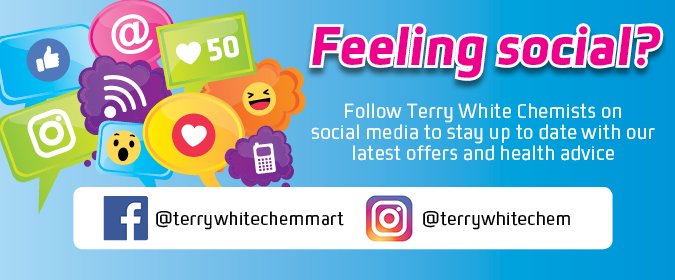 @
50
Feeling social?
Follow Terry White Chemists on
social media to stay up to date with our
latest offers and health advice
@terrywhitechemmart
@terrywhitechem